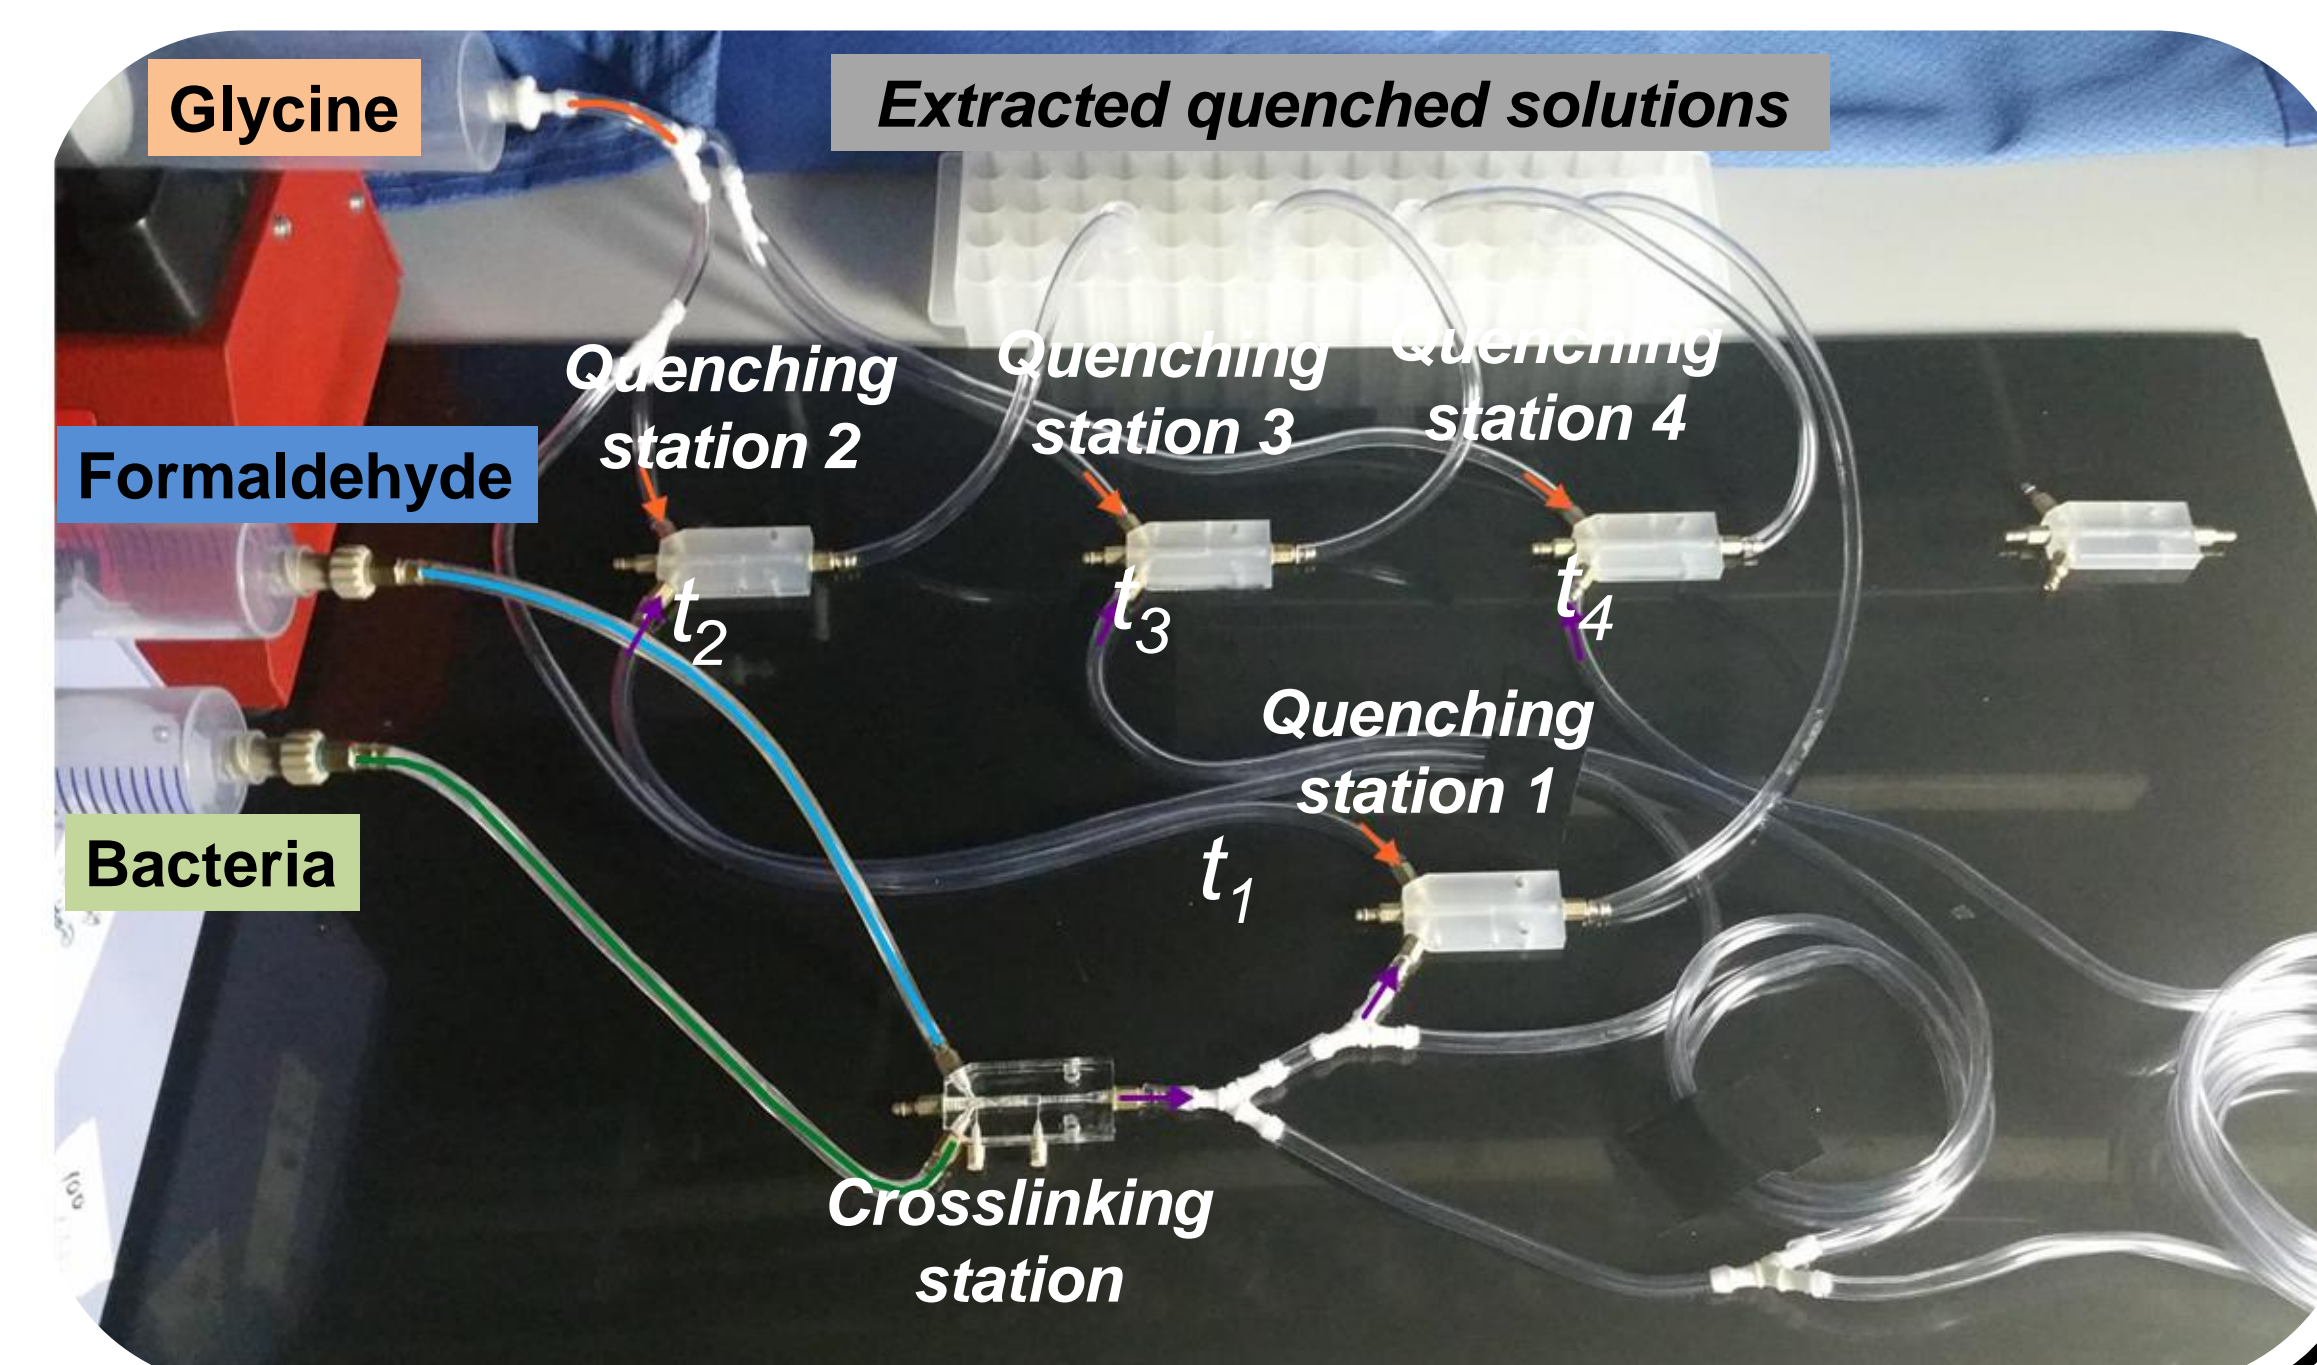 Glycine
Extracted quenched solutions
Quenching
station 2
Quenching
station 3
Quenching
station 4
Formaldehyde
t2
t3
t4
Quenching
station 1
Bacteria
t1
Crosslinking
station
100